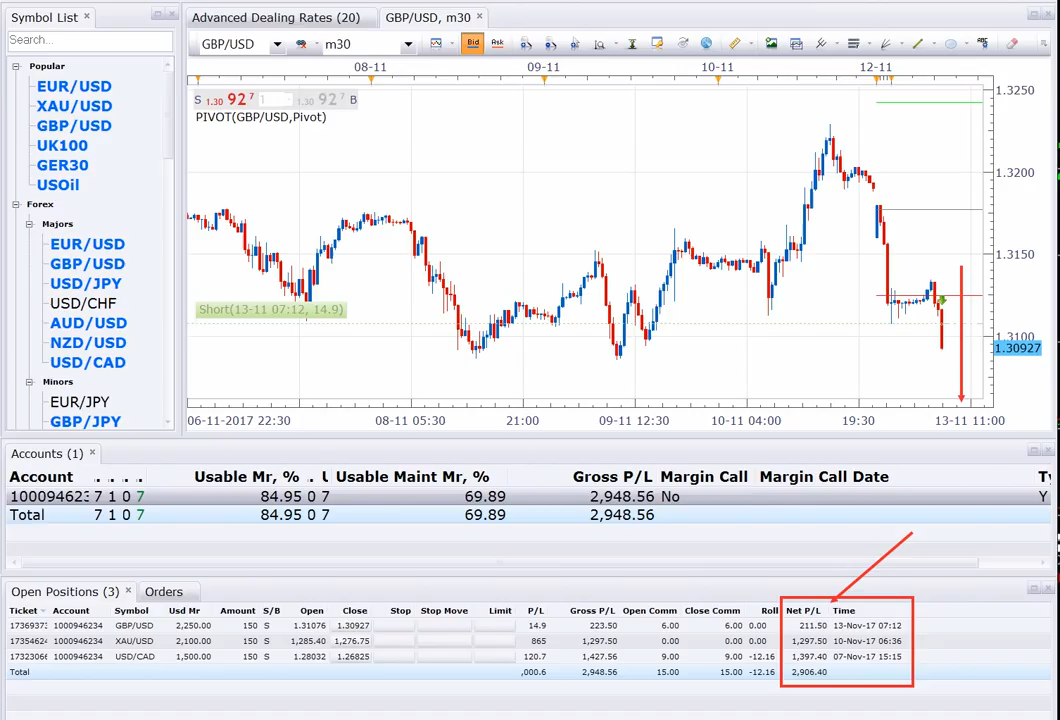 Symbol List
Search...
Popular
EUR/USD
XAU/USD
GBP/USD
UK100
GER30
USOil
Forex
Majors
EUR/USD
GBP/USD
USD/JPY
USD/CHF
AUD/USD
NZD/USD
USD/CAD
Minors
EUR/JPY
GBP/JPY
Advanced Dealing Rates (20) GBP/USD, m30
GBP/USD m30 Bid Ask ABC
08-11 09-11 10-11 12-11
S 1.30 92 7 1 1.30 92 7 B
PIVOT(GBP/USD,Pivot)
Short(13-11 07:12, 14.9)
1.3250
1.3200
1.3150
1.3100
1.30927
06-11-2017 22:30 08-11 05:30 21:00 09-11 12:30 10-11 04:00 19:30 13-11 11:00
Accounts (1)
Account Usable Mr, % Usable Maint Mr, % Gross P/L Margin Call Margin Call Date
7 1 0 7 84.95 0 7 69.89 2,948.56 No Y
Total 7 1 0 7 84.95 0 7 69.89 2,948.56
Open Positions (3) Orders
Ticket Account Symbol Usd Mr Amount S/B Open Close Stop Stop Move Limit P/L Gross P/L Open Comm Close Comm Roll Net P/L Time
1000946234 GBP/USD 2,250.00 150 S 1.31076 1.30927 14.9 223.50 6.00 6.00 0.00 211.50 13-Nov-17 07:12
1000946234 XAU/USD 2,100.00 150 S 1,285.40 1,276.75 865 1,297.50 0.00 0.00 0.00 1,297.50 10-Nov-17 06:36
1000946234 USD/CAD 1,500.00 150 S 1.28032 1.26825 120.7 1,427.56 9.00 9.00 -12.16 1,397.40 07-Nov-17 15:15
Total ,000.6 2,948.56 15.00 15.00 -12.16 2,906.40